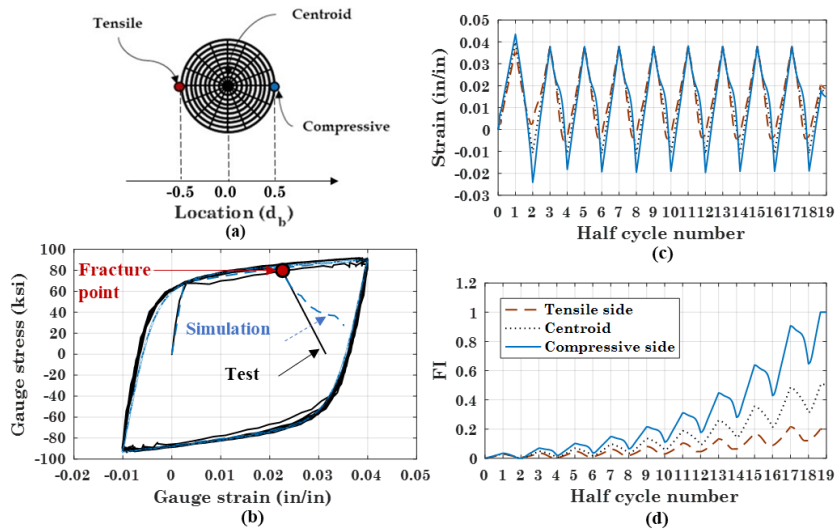 Tensile
Centroid
Compressive
-0.5 0.0 0.5
Location (d_b)
(a)
Gauge stress (ksi)
100
80
60
40
20
0
-20
-40
-60
-80
-100
Fracture
point
Simulation
Test
-0.02 -0.01 0 0.01 0.02 0.03 0.04 0.05
Gauge strain (in/in)
(b)
Strain (in/in)
0.05
0.04
0.03
0.02
0.01
0
-0.01
-0.02
-0.03
0 1 2 3 4 5 6 7 8 9 10 11 12 13 14 15 16 17 18 19
Half cycle number
(c)
FI
1.2
1
0.8
0.6
0.4
0.2
0
Tensile side
Centroid
Compressive side
0 1 2 3 4 5 6 7 8 9 10 11 12 13 14 15 16 17 18 19
Half cycle number
(d)